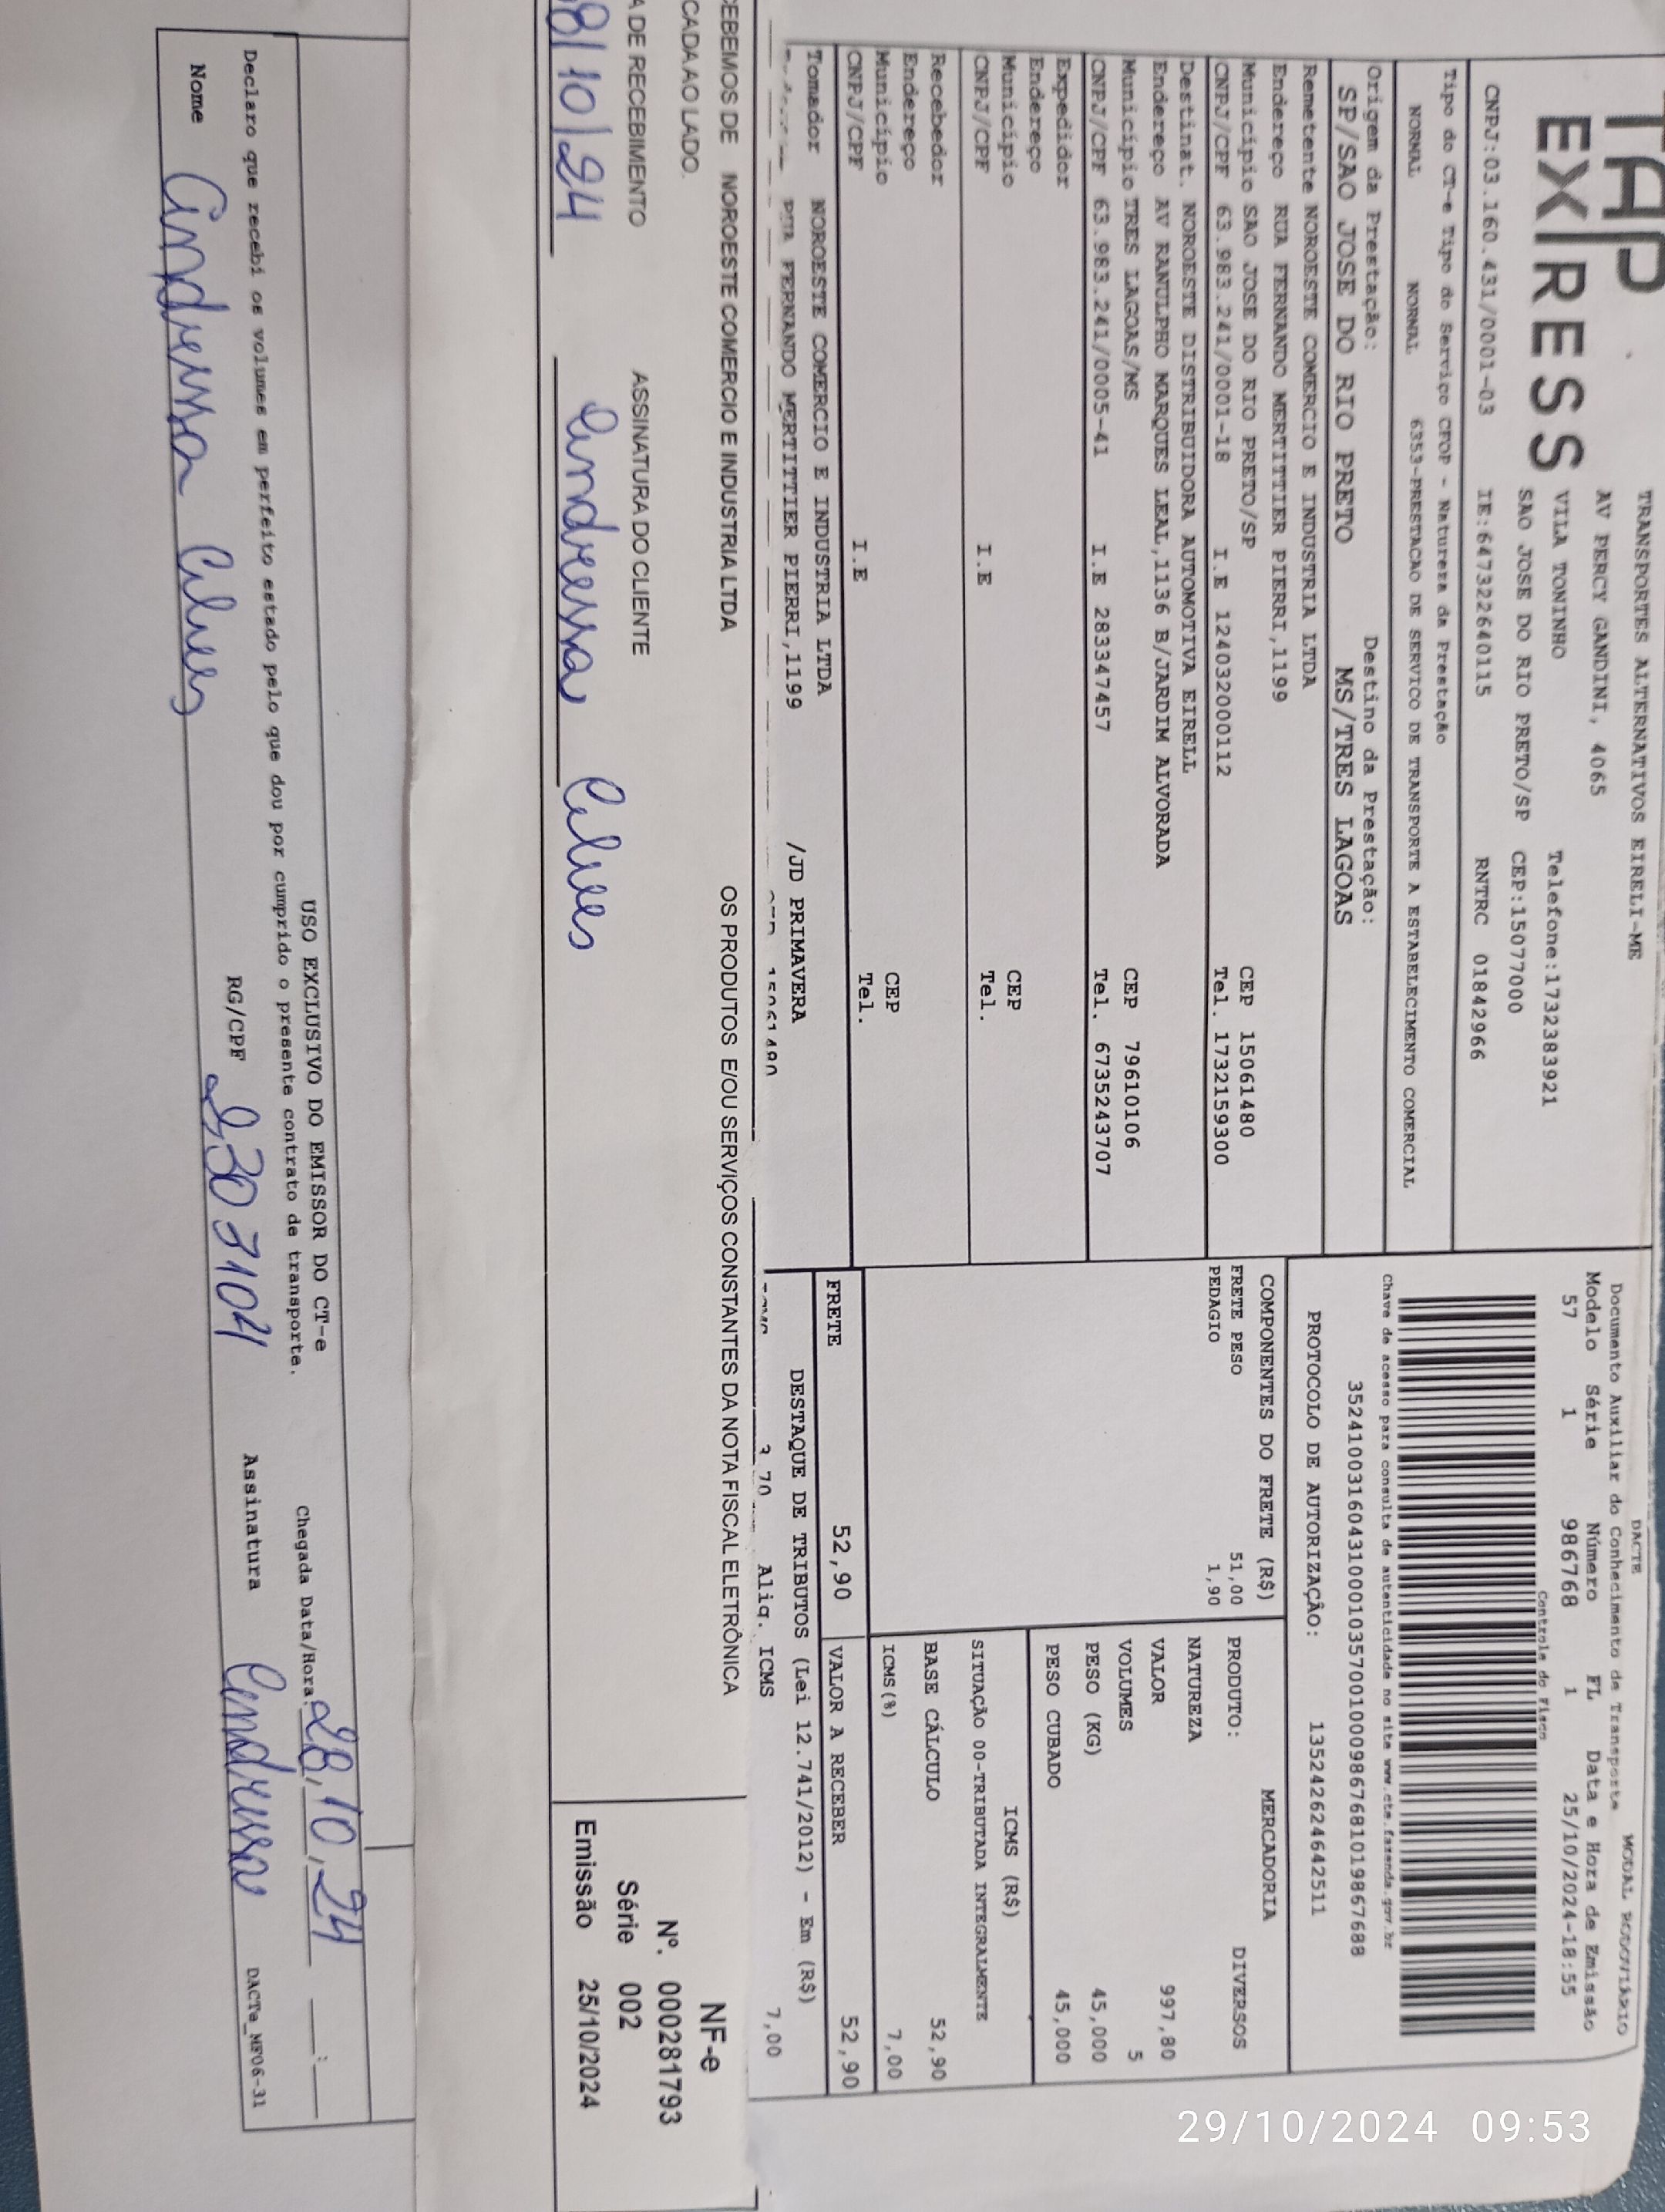 TAP
EXPRESS
TRANSPORTES ALTERNATIVOS EIRELI-ME
AV PERCY GANDINI, 4065
VILA TONINHO
Telefone:1732383921
SAO JOSE DO RIO PRETO/SP CEP:15077000
CNPJ:03.160.431/0001-03 IE:647322640115 RNTRC 01842966
DACTE
MODAL RODOVIÁRIO
Documento Auxiliar do Conhecimento de Transporte
Modelo Série Número FL Data e Hora de Emissão
57 1 986768 1 25/10/2024-18:55
Controle do Fisco
Chave de acesso para consulta de autenticidade no site www.cte.fazenda.gov.br
35241003160431000103570010009867681019867688
PROTOCOLO DE AUTORIZAÇÃO: 135242624642511
Tipo do CT-e Tipo do Serviço CFOP - Natureza da Prestação
NORMAL NORMAL 6353-PRESTACAO DE SERVICO DE TRANSPORTE A ESTABELECIMENTO COMERCIAL
Origem da Prestação: Destino da Prestação:
SP/SAO JOSE DO RIO PRETO MS/TRES LAGOAS
Remetente NOROESTE COMERCIO E INDUSTRIA LTDA
Endereço RUA FERNANDO MERTITTIER PIERRI,1199
Município SAO JOSE DO RIO PRETO/SP CEP 15061480
CNPJ/CPF 63.983.241/0001-18 I.E 124032000112 Tel. 1732159300
Destinat. NOROESTE DISTRIBUIDORA AUTOMOTIVA EIRELL
Endereço AV RANULPHO MARQUES LEAL,1136 B/JARDIM ALVORADA
Município TRES LAGOAS/MS CEP 79610106
CNPJ/CPF 63.983.241/0005-41 I.E 283347457 Tel. 6735243707
Expedidor
Endereço
Município CEP
CNPJ/CPF I.E Tel.
Recebedor
Endereço
Município CEP
CNPJ/CPF I.E Tel.
Tomador NOROESTE COMERCIO E INDUSTRIA LTDA
FERNANDO MERTITTIER PIERRI,1199 /JD PRIMAVERA
COMPONENTES DO FRETE (R$)
FRETE PESO 51,00
PEDAGIO 1,90
MERCADORIA
PRODUTO: DIVERSOS
NATUREZA
VALOR 997,80
VOLUMES 5
PESO (KG) 45,000
PESO CUBADO 45,000
ICMS (R$)
SITUAÇÃO 00-TRIBUTADA INTEGRALMENTE
BASE CÁLCULO 52,90
ICMS(%) 7,00
FRETE 52,90 VALOR A RECEBER 52,90
DESTAQUE DE TRIBUTOS (Lei 12.741/2012) - Em (R$)
Aliq. ICMS 7,00
CEBEMOS DE NOROESTE COMERCIO E INDUSTRIA LTDA OS PRODUTOS E/OU SERVIÇOS CONSTANTES DA NOTA FISCAL ELETRÔNICA
CADA AO LADO.
A DE RECEBIMENTO ASSINATURA DO CLIENTE
8/10/24 Andressa Alves
NF-e
Nº. 000281793
Série 002
Emissão 25/10/2024
USO EXCLUSIVO DO EMISSOR DO CT-e
Declaro que recebi os volumes em perfeito estado pelo que dou por cumprido o presente contrato de transporte.
Chegada Data/Hora: 28/10/24 __:__
Nome Andressa Alves RG/CPF Assinatura Andressa
DACTe_MF06-31
29/10/2024 09:53